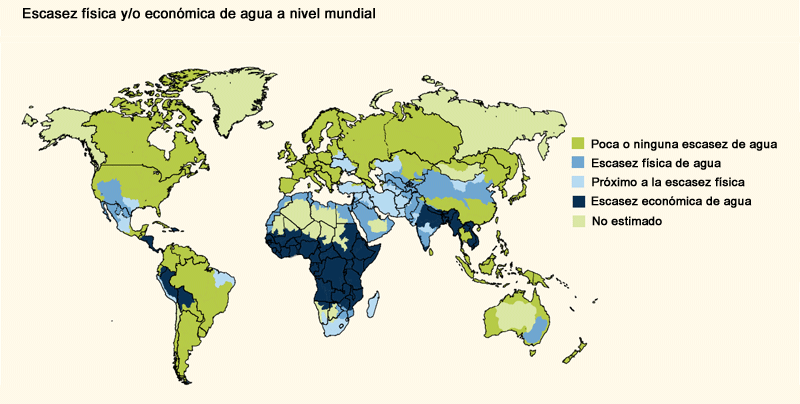 Escasez física y/o económica de agua a nivel mundial
Poca o ninguna escasez de agua
Escasez física de agua
Próximo a la escasez física
Escasez económica de agua
No estimado